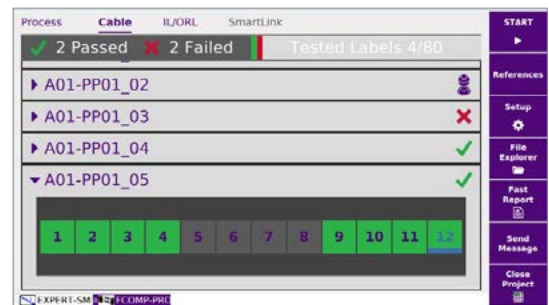 Process Cable IL/ORL SmartLink
2 Passed 2 Failed Tested Labels 4/80
A01-PP01_02
A01-PP01_03
A01-PP01_04
A01-PP01_05
1 2 3 4 5 6 7 8 9 10 11 12
EXPERT-SM FCOMP-PRO
START
References
Setup
File
Explorer
Fast
Report
Send
Message
Close
Project